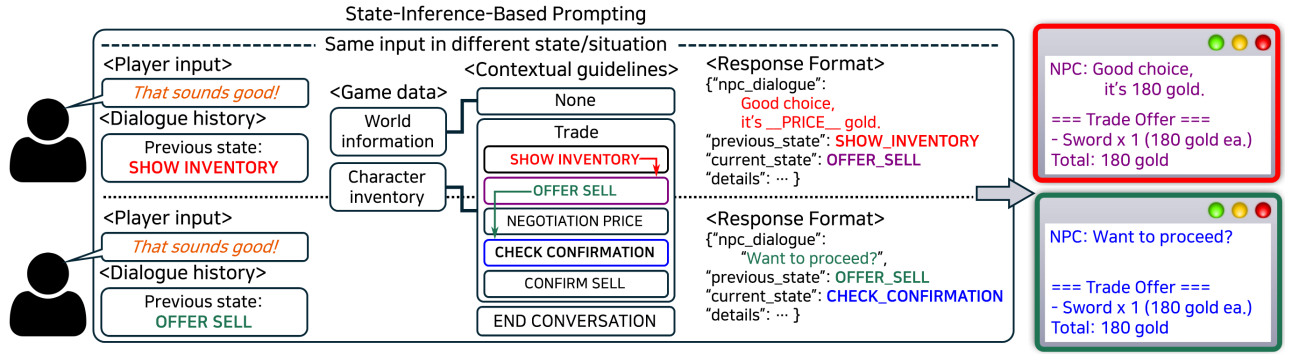 State-Inference-Based Prompting
Same input in different state/situation
<Player input>
That sounds good!
<Dialogue history>
Previous state:
SHOW INVENTORY
<Game data>
World
information
Character
inventory
<Contextual guidelines>
None
Trade
SHOW INVENTORY
OFFER SELL
NEGOTIATION PRICE
CHECK CONFIRMATION
CONFIRM SELL
END CONVERSATION
<Response Format>
{"npc_dialogue":
Good choice,
it's __PRICE__ gold.
"previous_state": SHOW_INVENTORY
"current_state": OFFER_SELL
"details": ... }
<Player input>
That sounds good!
<Dialogue history>
Previous state:
OFFER SELL
<Response Format>
{"npc_dialogue":
"Want to proceed?",
"previous_state": OFFER_SELL
"current_state": CHECK_CONFIRMATION
"details": ... }
NPC: Good choice,
it's 180 gold.
=== Trade Offer ===
- Sword x 1 (180 gold ea.)
Total: 180 gold
NPC: Want to proceed?
=== Trade Offer ===
- Sword x 1 (180 gold ea.)
Total: 180 gold